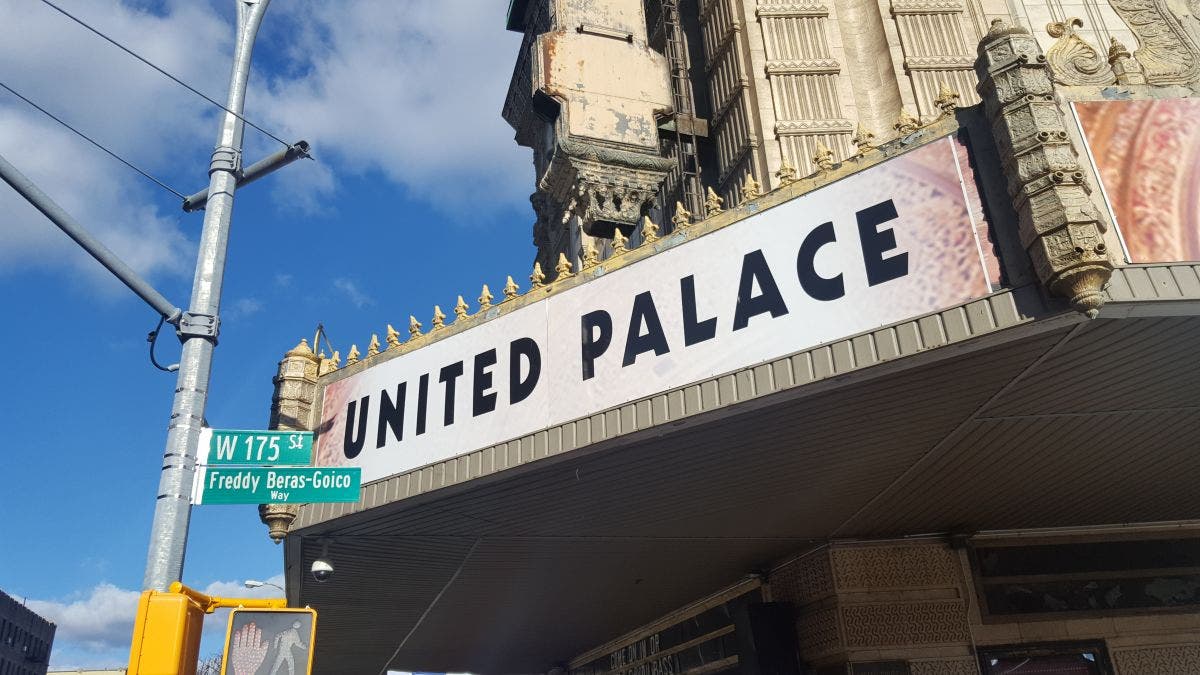 UNITED PALACE
W 175 St
Freddy Beras-Goico
Way